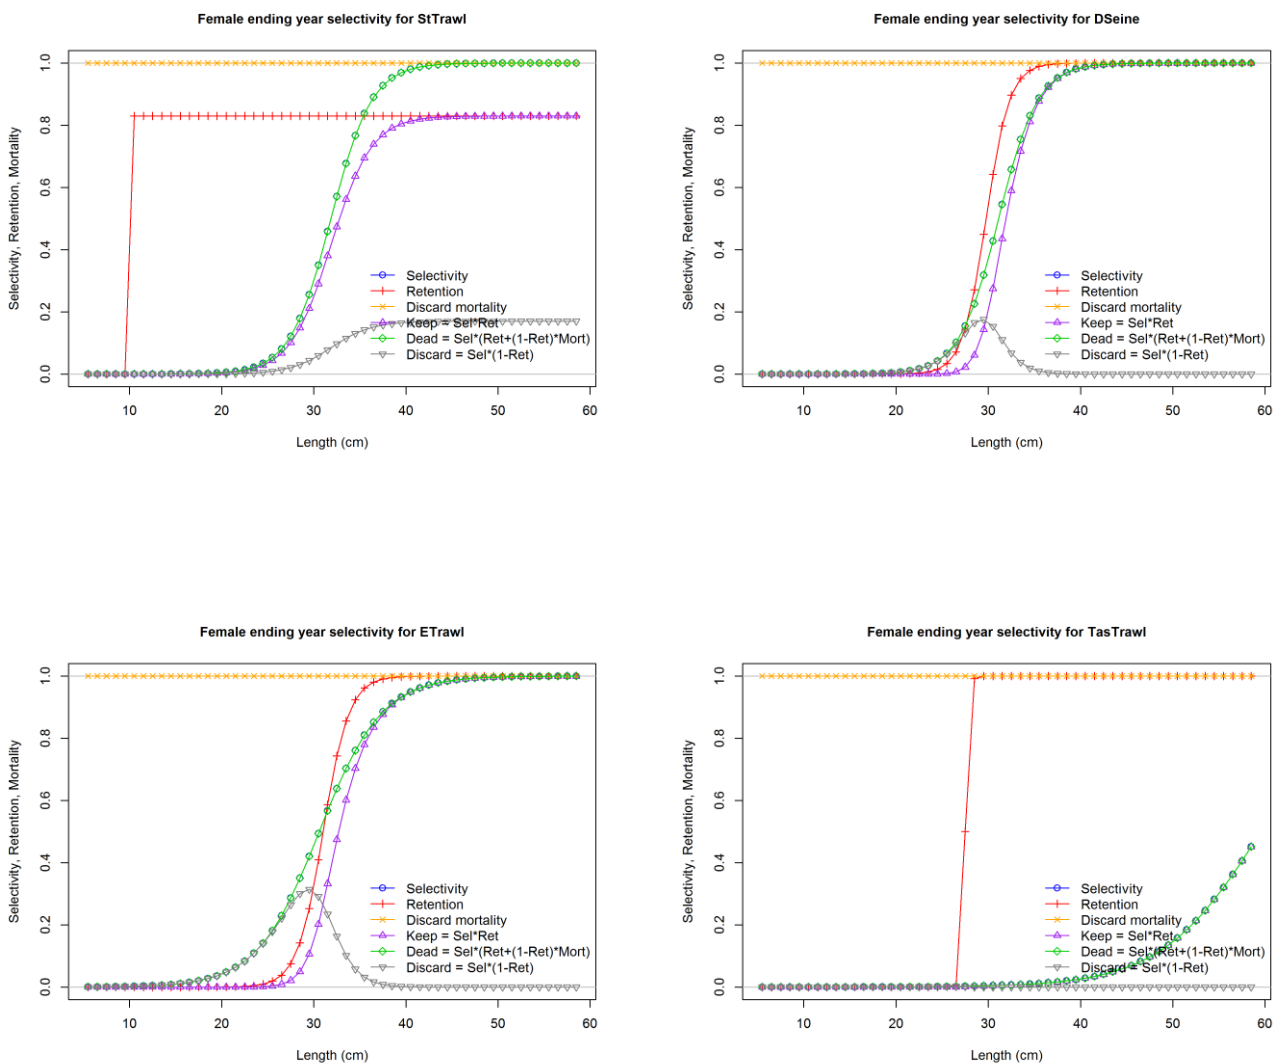 Female ending year selectivity for StTrawl
Selectivity, Retention, Mortality
1.0
0.8
0.6
0.4
0.2
0.0
Selectivity
Retention
Discard mortality
Keep = Sel*Ret
Dead = Sel*(Ret+(1-Ret)*Mort)
Discard = Sel*(1-Ret)
10 20 30 40 50 60
Length (cm)
Female ending year selectivity for DSeine
Selectivity, Retention, Mortality
1.0
0.8
0.6
0.4
0.2
0.0
Selectivity
Retention
Discard mortality
Keep = Sel*Ret
Dead = Sel*(Ret+(1-Ret)*Mort)
Discard = Sel*(1-Ret)
10 20 30 40 50 60
Length (cm)
Female ending year selectivity for ETrawl
Selectivity, Retention, Mortality
1.0
0.8
0.6
0.4
0.2
0.0
Selectivity
Retention
Discard mortality
Keep = Sel*Ret
Dead = Sel*(Ret+(1-Ret)*Mort)
Discard = Sel*(1-Ret)
10 20 30 40 50 60
Length (cm)
Female ending year selectivity for TasTrawl
Selectivity, Retention, Mortality
1.0
0.8
0.6
0.4
0.2
0.0
Selectivity
Retention
Discard mortality
Keep = Sel*Ret
Dead = Sel*(Ret+(1-Ret)*Mort)
Discard = Sel*(1-Ret)
10 20 30 40 50 60
Length (cm)